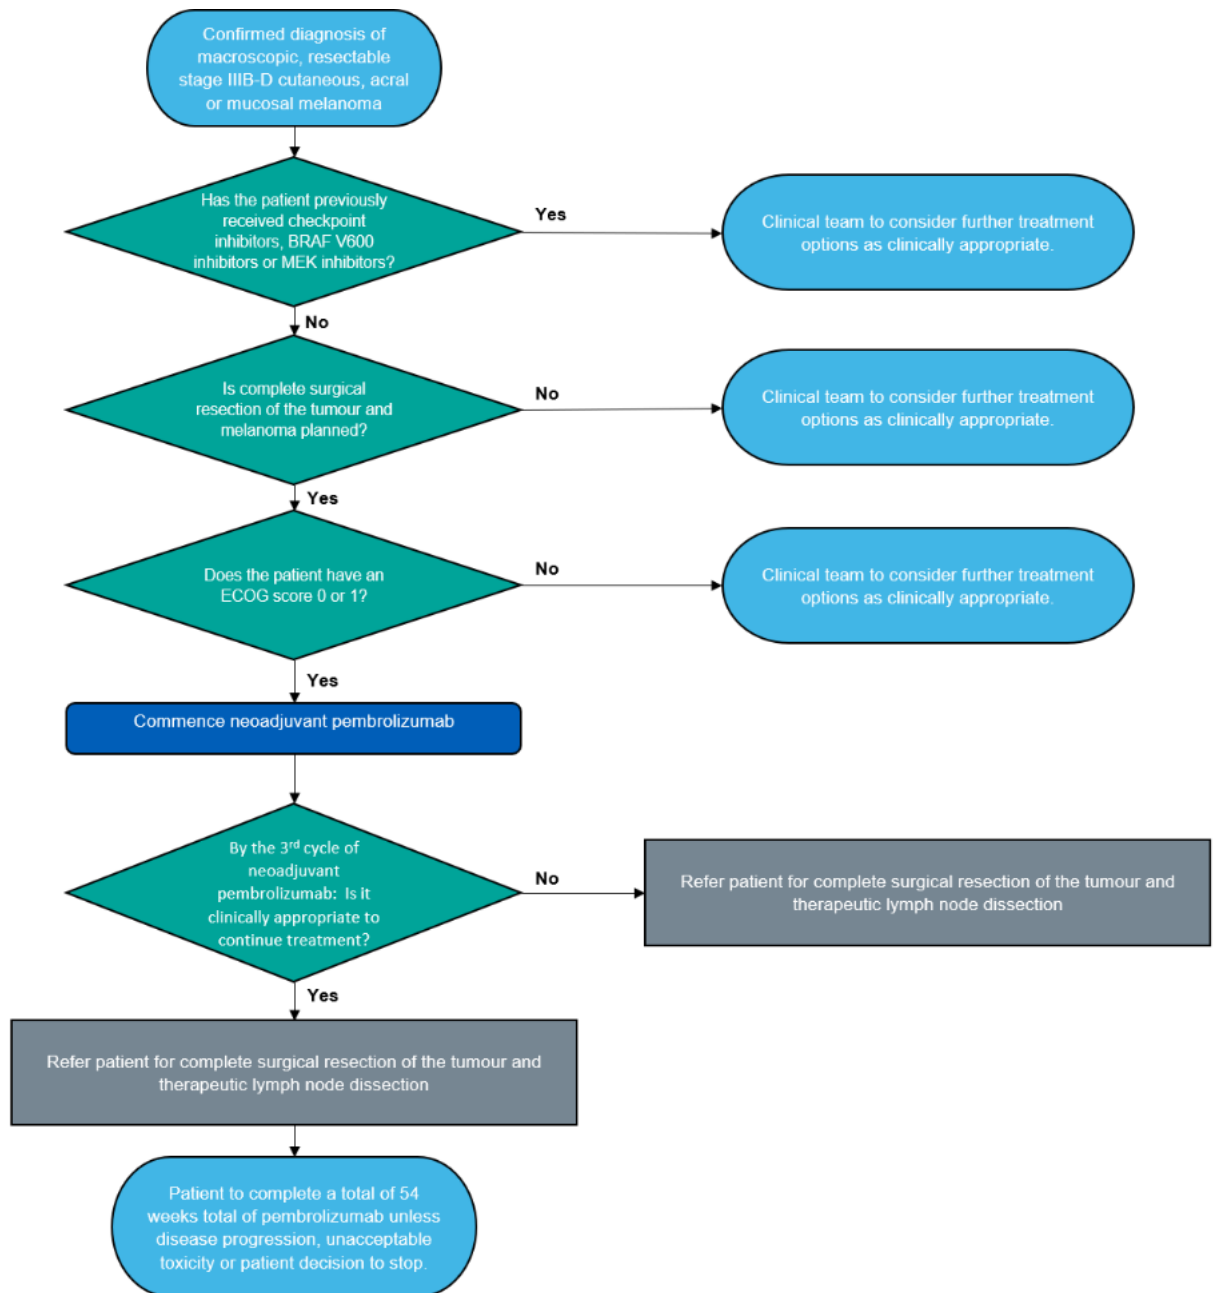 Confirmed diagnosis of
macroscopic, resectable
stage IIIB-D cutaneous, acral
or mucosal melanoma
Has the patient previously
received checkpoint
inhibitors, BRAF V600
inhibitors or MEK inhibitors?
Yes
Clinical team to consider further treatment
options as clinically appropriate.
No
Is complete surgical
resection of the tumour and
melanoma planned?
No
Clinical team to consider further treatment
options as clinically appropriate.
Yes
Does the patient have an
ECOG score 0 or 1?
No
Clinical team to consider further treatment
options as clinically appropriate.
Yes
Commence neoadjuvant pembrolizumab
By the 3rd cycle of
neoadjuvant
pembrolizumab: Is it
clinically appropriate to
continue treatment?
No
Refer patient for complete surgical resection of the tumour and
therapeutic lymph node dissection
Yes
Refer patient for complete surgical resection of the tumour and
therapeutic lymph node dissection
Patient to complete a total of 54
weeks total of pembrolizumab unless
disease progression, unacceptable
toxicity or patient decision to stop.